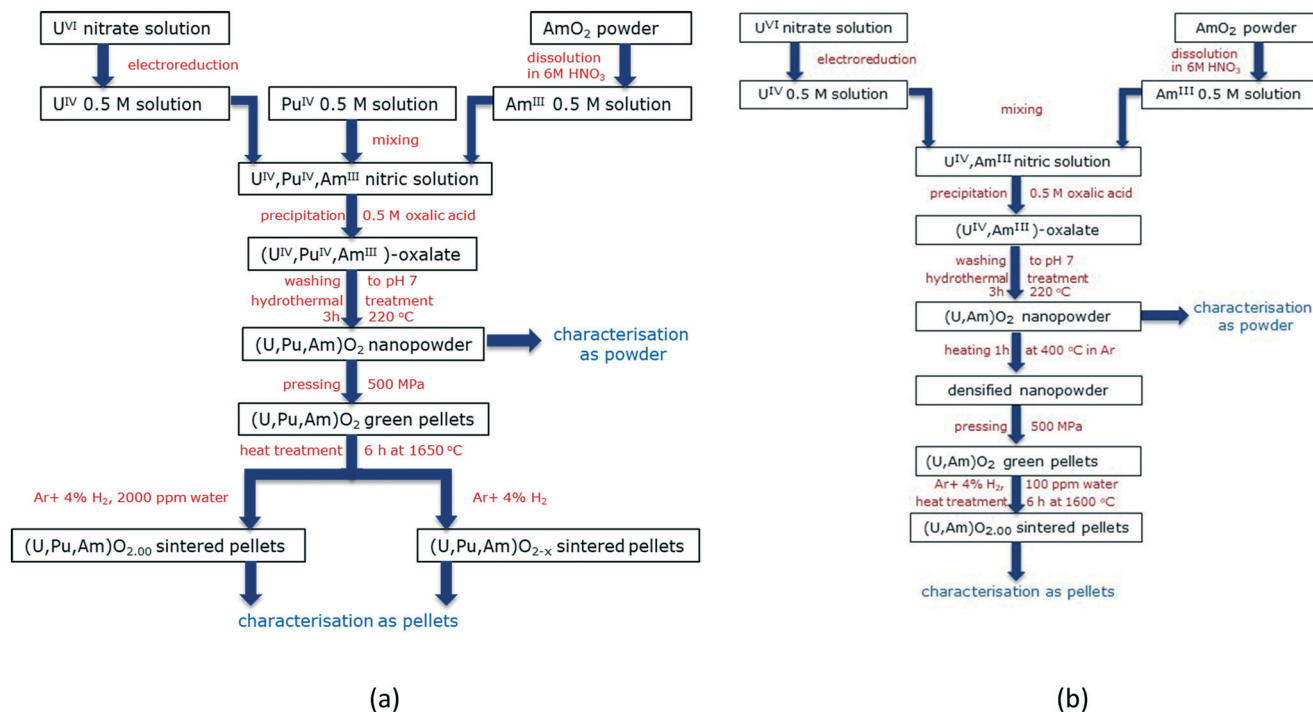 U^VI nitrate solution
AmO₂ powder
electroreduction
dissolution
in 6M HNO₃
U^IV 0.5 M solution
Pu^IV 0.5 M solution
Am^III 0.5 M solution
mixing
U^IV,Pu^IV,Am^III nitric solution
precipitation 0.5 M oxalic acid
(U^IV,Pu^IV,Am^III )-oxalate
washing to pH 7
hydrothermal treatment
3h 220 °C
(U,Pu,Am)O₂ nanopowder
characterisation
as powder
pressing 500 MPa
(U,Pu,Am)O₂ green pellets
heat treatment 6 h at 1650 °C
Ar+ 4% H₂, 2000 ppm water
Ar+ 4% H₂
(U,Pu,Am)O₂.₀₀ sintered pellets
(U,Pu,Am)O₂₋ₓ sintered pellets
characterisation as pellets
(a)
U^VI nitrate solution
AmO₂ powder
electroreduction
dissolution
in 6M HNO₃
U^IV 0.5 M solution
Am^III 0.5 M solution
mixing
U^IV,Am^III nitric solution
precipitation 0.5 M oxalic acid
(U^IV,Am^III )-oxalate
washing to pH 7
hydrothermal treatment
3h 220 °C
(U,Am)O₂ nanopowder
characterisation
as powder
heating 1h at 400 °C in Ar
densified nanopowder
pressing 500 MPa
(U,Am)O₂ green pellets
Ar+ 4% H₂, 100 ppm water
heat treatment, 6 h at 1600 °C
(U,Am)O₂.₀₀ sintered pellets
characterisation as pellets
(b)